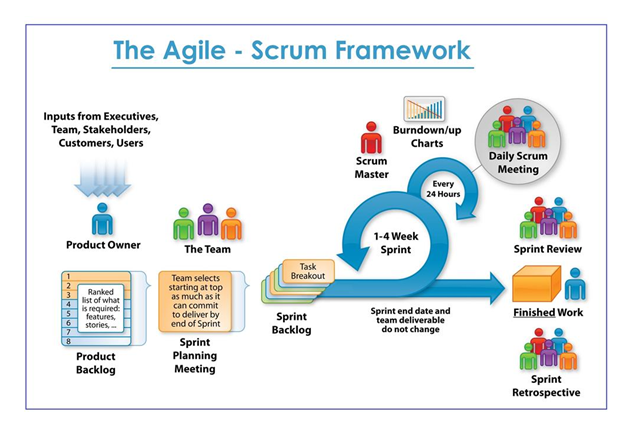 The Agile - Scrum Framework
Inputs from Executives,
Team, Stakeholders,
Customers, Users
Product Owner
The Team
1
2
3
4
5
6
7
8
Ranked
list of what
is required:
features,
stories, ...
Product
Backlog
Team selects
starting at top
as much as it
can commit
to deliver by
end of Sprint
Sprint
Planning
Meeting
Task
Breakout
Sprint
Backlog
Scrum
Master
Burndown/up
Charts
Every
24 Hours
1-4 Week
Sprint
Sprint end date and
team deliverable
do not change
Daily Scrum
Meeting
Sprint Review
Finished Work
Sprint
Retrospective